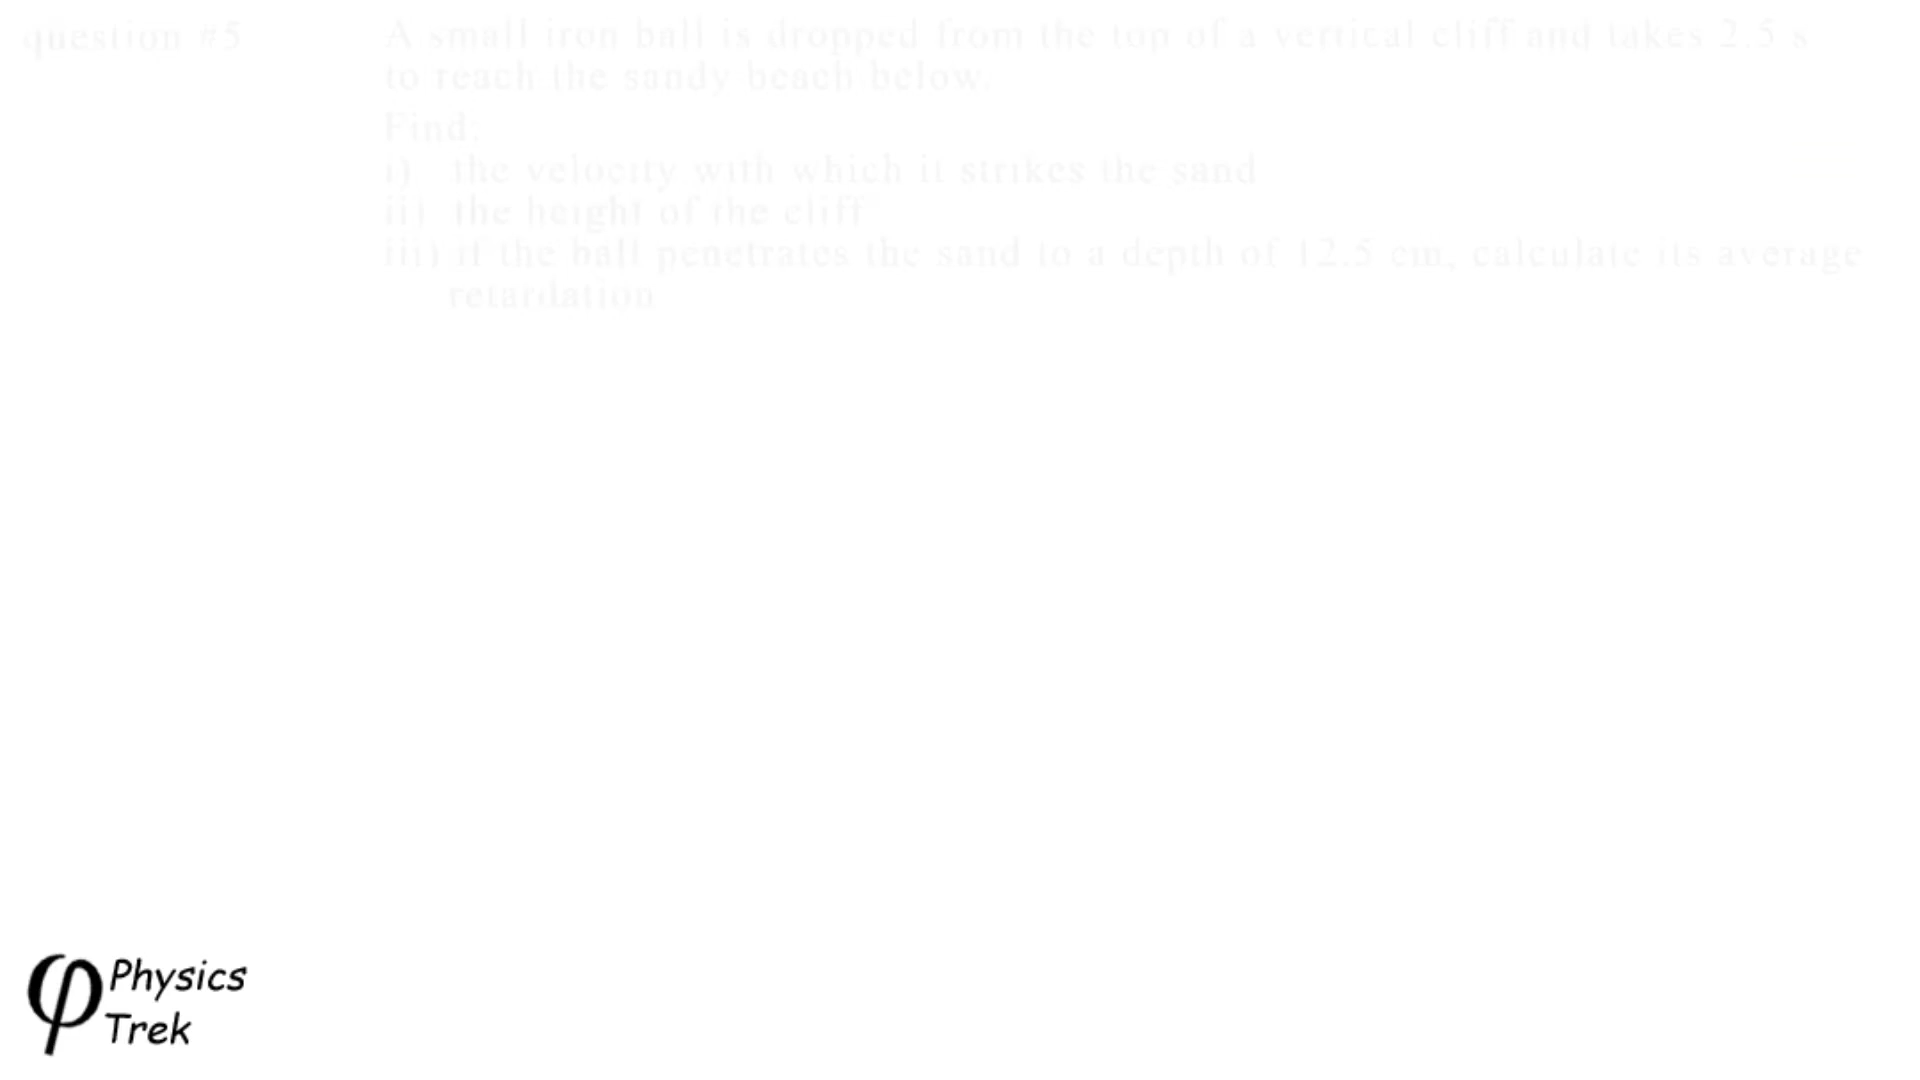 question #5
A small iron ball is dropped from the top of a vertical cliff and takes 2.5 s
to reach the sandy beach below.
Find:
i) the velocity with which it strikes the sand
ii) the height of the cliff
iii) if the ball penetrates the sand to a depth of 12.5 cm, calculate its average
retardation
φ Physics
Trek